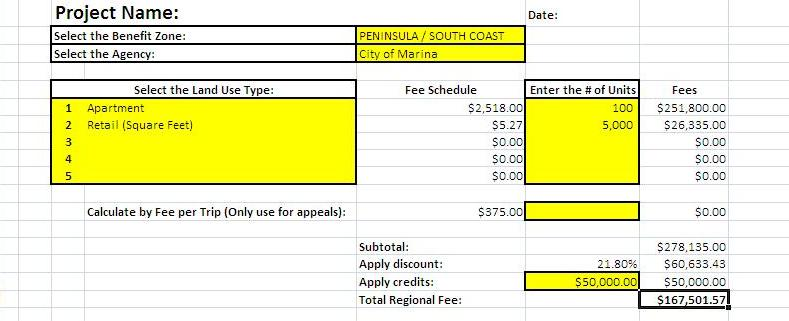 Project Name: Date:
Select the Benefit Zone: PENINSULA / SOUTH COAST
Select the Agency: City of Marina
Select the Land Use Type: Fee Schedule Enter the # of Units Fees
1 Apartment $2,518.00 100 $251,800.00
2 Retail (Square Feet) $5.27 5,000 $26,335.00
3 $0.00 $0.00
4 $0.00 $0.00
5 $0.00 $0.00
Calculate by Fee per Trip (Only use for appeals): $375.00 $0.00
Subtotal: $278,135.00
Apply discount: 21.80% $60,633.43
Apply credits: $50,000.00 $50,000.00
Total Regional Fee: $167,501.57